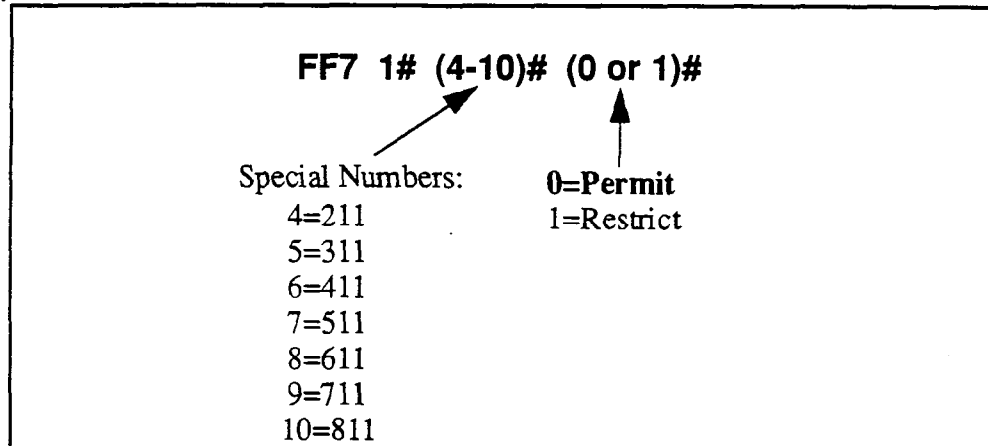 FF7 1# (4-10)# (0 or 1)#
Special Numbers:
4=211
5=311
6=411
7=511
8=611
9=711
10=811
0=Permit
1=Restrict